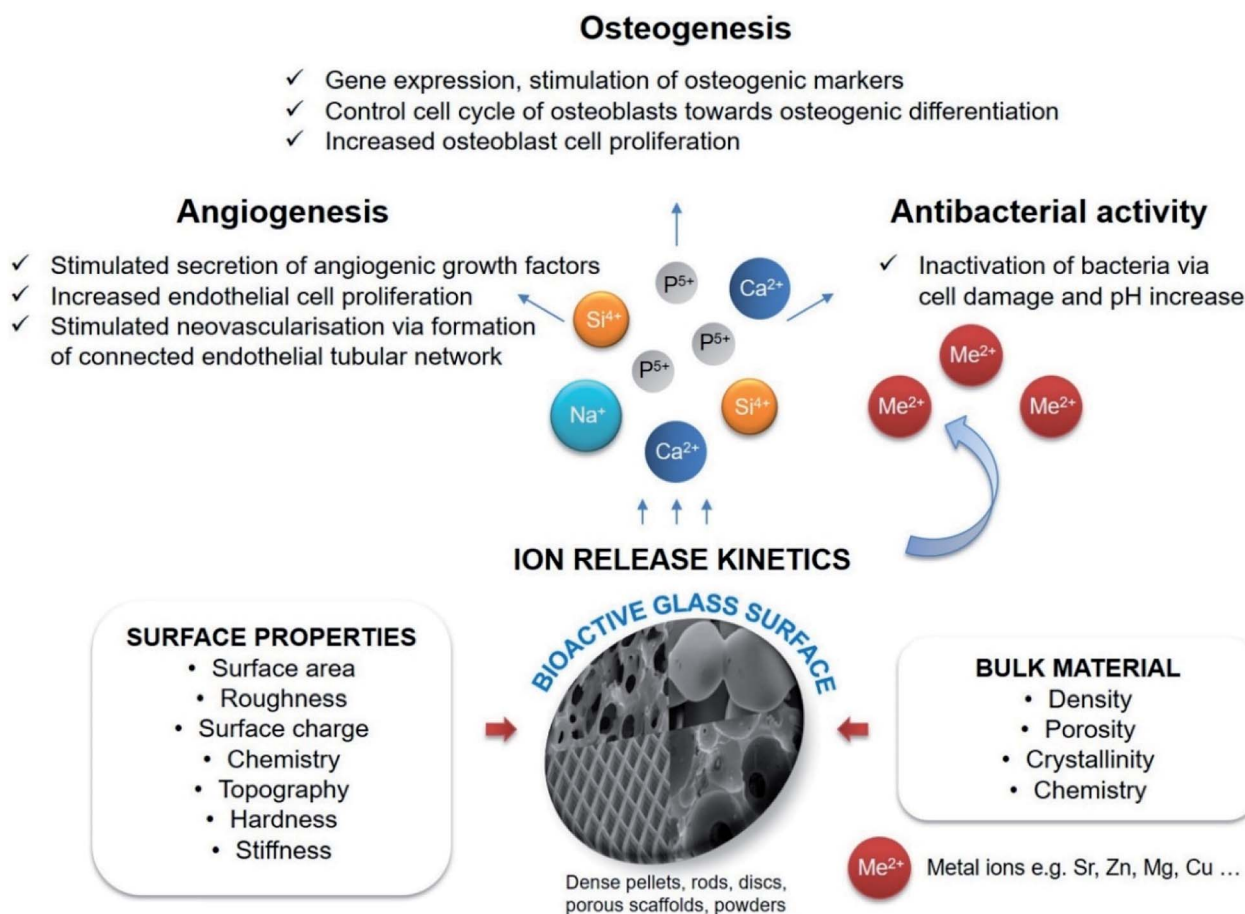 Osteogenesis
✓ Gene expression, stimulation of osteogenic markers
✓ Control cell cycle of osteoblasts towards osteogenic differentiation
✓ Increased osteoblast cell proliferation
Angiogenesis
✓ Stimulated secretion of angiogenic growth factors
✓ Increased endothelial cell proliferation
✓ Stimulated neovascularisation via formation
of connected endothelial tubular network
Antibacterial activity
✓ Inactivation of bacteria via
cell damage and pH increase
P⁵⁺
Ca²⁺
Si⁴⁺
P⁵⁺
P⁵⁺
Na⁺
Si⁴⁺
Ca²⁺
Me²⁺
Me²⁺
Me²⁺
ION RELEASE KINETICS
BIOACTIVE GLASS SURFACE
SURFACE PROPERTIES
• Surface area
• Roughness
• Surface charge
• Chemistry
• Topography
• Hardness
• Stiffness
BULK MATERIAL
• Density
• Porosity
• Crystallinity
• Chemistry
Dense pellets, rods, discs,
porous scaffolds, powders
Me²⁺ Metal ions e.g. Sr, Zn, Mg, Cu …